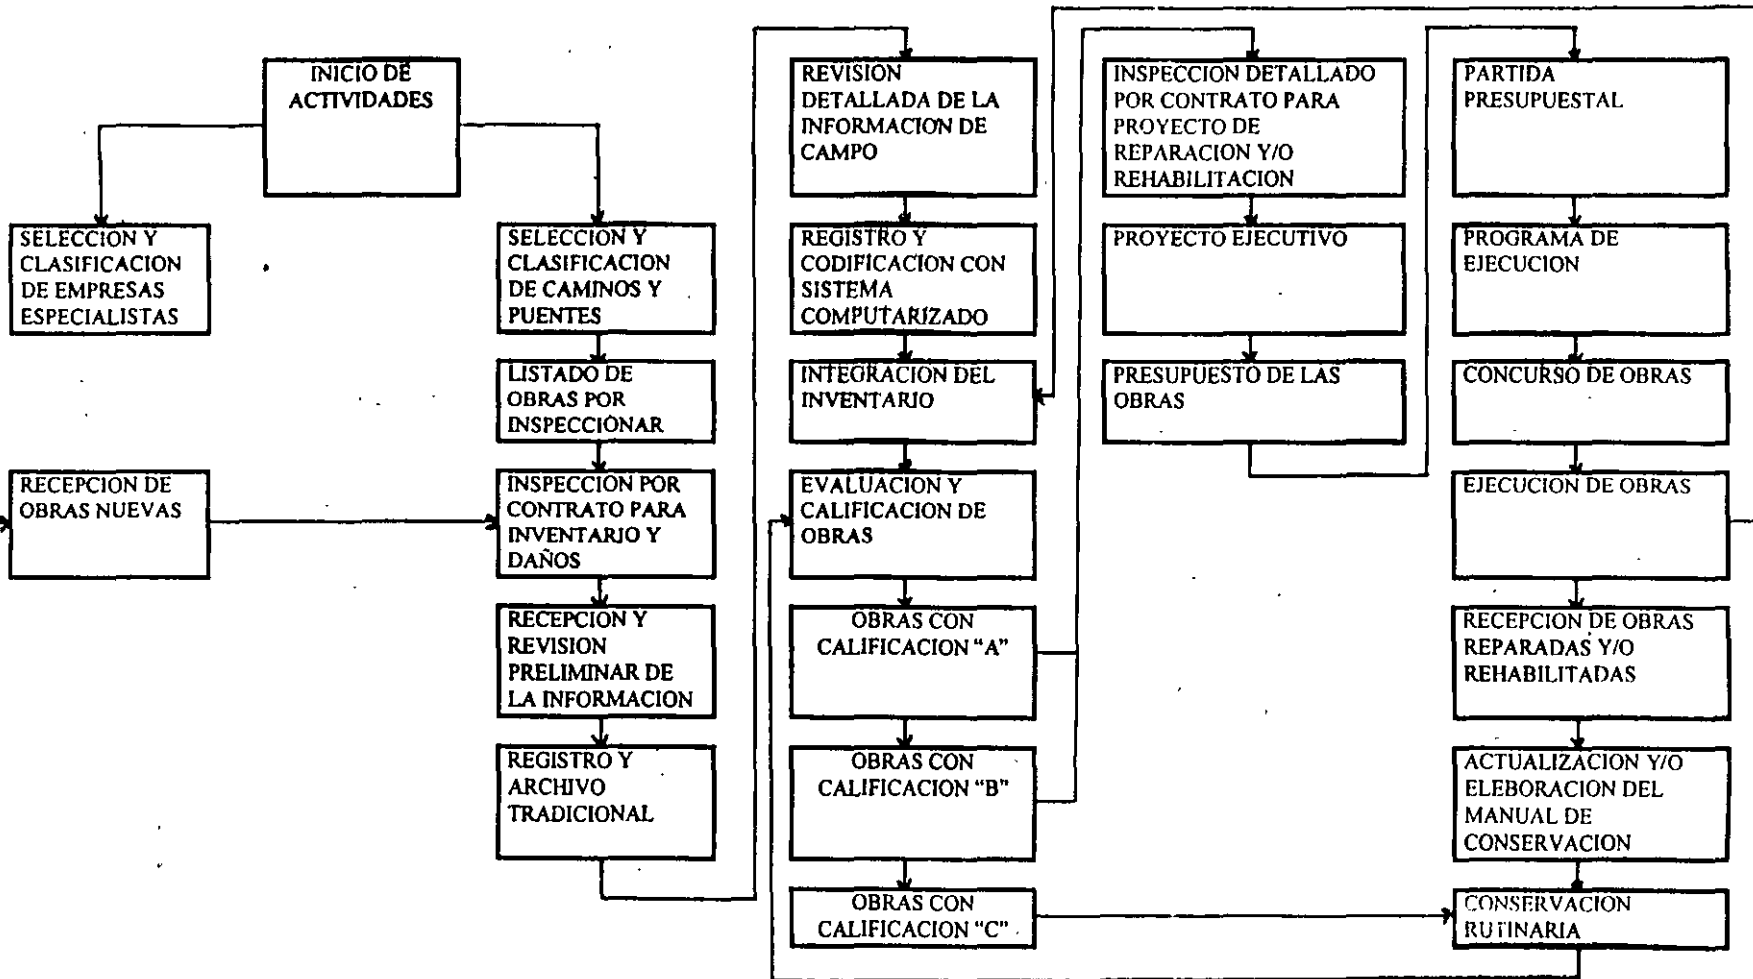 INICIO DE
ACTIVIDADES
SELECCION Y
CLASIFICACION
DE EMPRESAS
ESPECIALISTAS
SELECCION Y
CLASIFICACION
DE CAMINOS Y
PUENTES
LISTADO DE
OBRAS POR
INSPECCIONAR
RECEPCION DE
OBRAS NUEVAS
INSPECCION POR
CONTRATO PARA
INVENTARIO Y
DAÑOS
RECEPCION Y
REVISION
PRELIMINAR DE
LA INFORMACION
REGISTRO Y
ARCHIVO
TRADICIONAL
REVISION
DETALLADA DE LA
INFORMACION DE
CAMPO
REGISTRO Y
CODIFICACION CON
SISTEMA
COMPUTARIZADO
INTEGRACION DEL
INVENTARIO
EVALUACION Y
CALIFICACION DE
OBRAS
OBRAS CON
CALIFICACION "A"
OBRAS CON
CALIFICACION "B"
OBRAS CON
CALIFICACION "C"
INSPECCION DETALLADO
POR CONTRATO PARA
PROYECTO DE
REPARACION Y/O
REHABILITACION
PROYECTO EJECUTIVO
PRESUPUESTO DE LAS
OBRAS
PARTIDA
PRESUPUESTAL
PROGRAMA DE
EJECUCION
CONCURSO DE OBRAS
EJECUCION DE OBRAS
RECEPCION DE OBRAS
REPARADAS Y/O
REHABILITADAS
ACTUALIZACION Y/O
ELEBORACION DEL
MANUAL DE
CONSERVACION
CONSERVACION
RUTINARIA